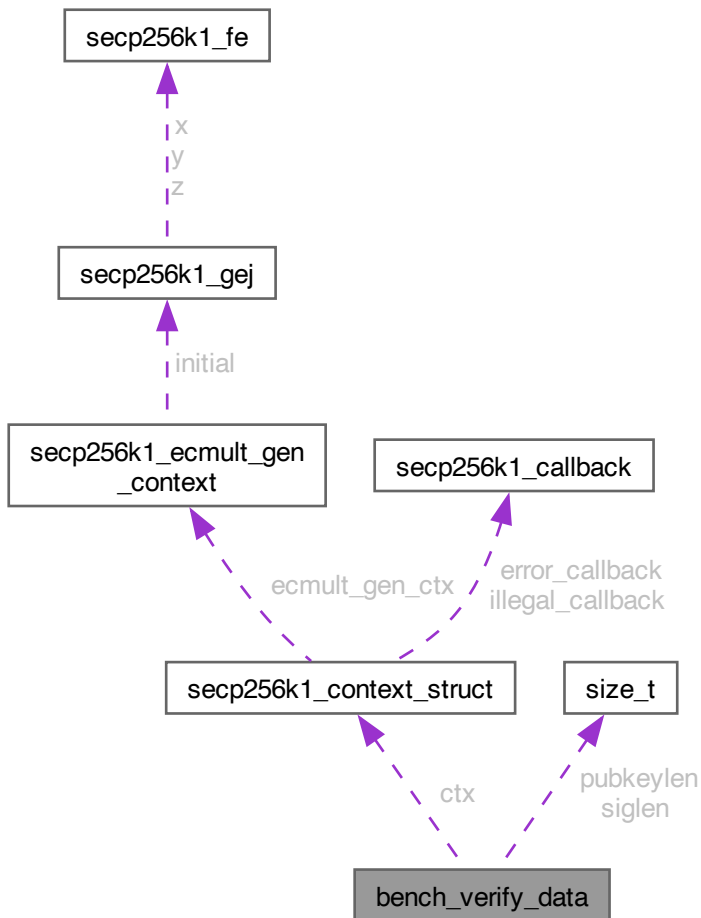 secp256k1_fe
x
y
z
secp256k1_gej
initial
secp256k1_ecmult_gen
_context
secp256k1_callback
ecmult_gen_ctx
error_callback
illegal_callback
secp256k1_context_struct
size_t
ctx
pubkeylen
siglen
bench_verify_data